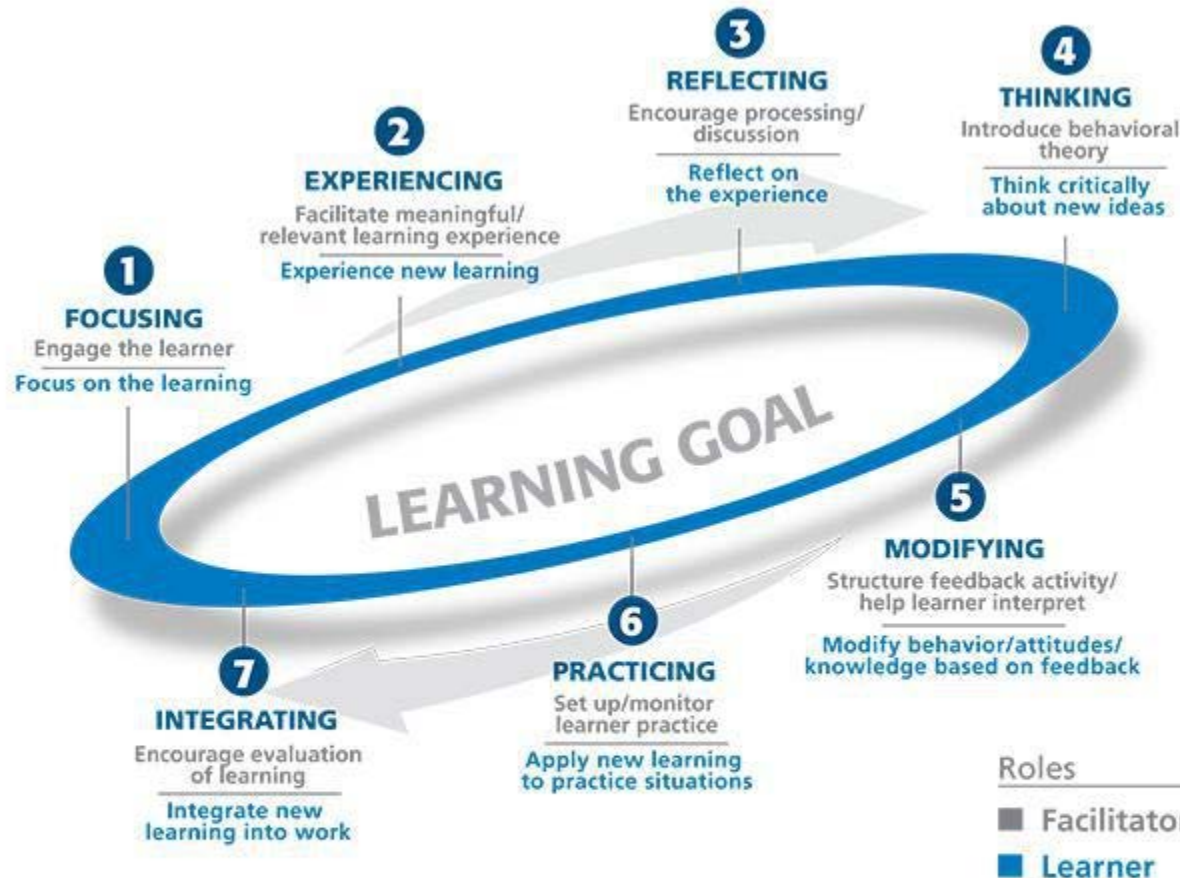 1
FOCUSING
Engage the learner
Focus on the learning
2
EXPERIENCING
Facilitate meaningful/
relevant learning experience
Experience new learning
3
REFLECTING
Encourage processing/
discussion
Reflect on
the experience
4
THINKING
Introduce behavioral
theory
Think critically
about new ideas
LEARNING GOAL
5
MODIFYING
Structure feedback activity/
help learner interpret
Modify behavior/attitudes/
knowledge based on feedback
6
PRACTICING
Set up/monitor
learner practice
Apply new learning
to practice situations
7
INTEGRATING
Encourage evaluation
of learning
Integrate new
learning into work
Roles
Facilitato
Learner